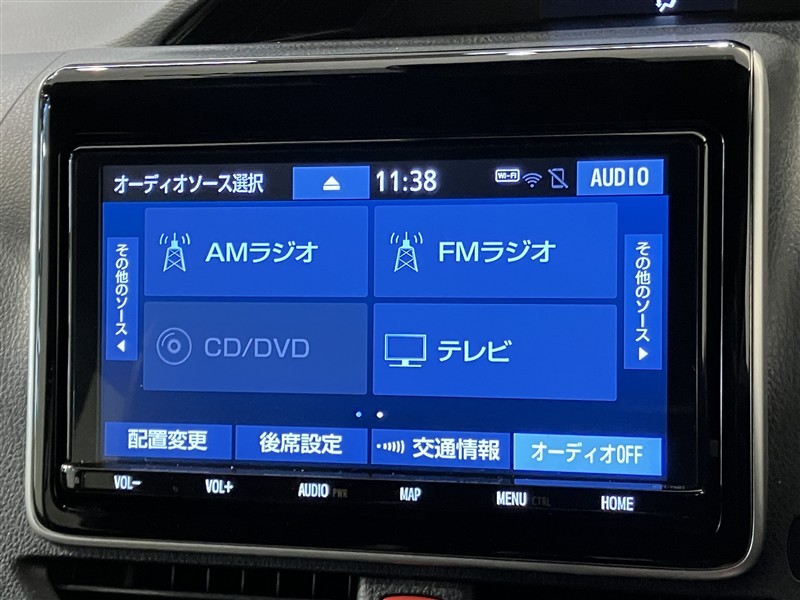 オーディオソース選択
11:38
Wi-Fi
AUDIO
その他のソース
AMラジオ
FMラジオ
その他のソース
CD/DVD
テレビ
配置変更
後席設定
交通情報
オーディオOFF
VOL-
VOL+
AUDIO PWR
MAP
MENU CTRL
HOME